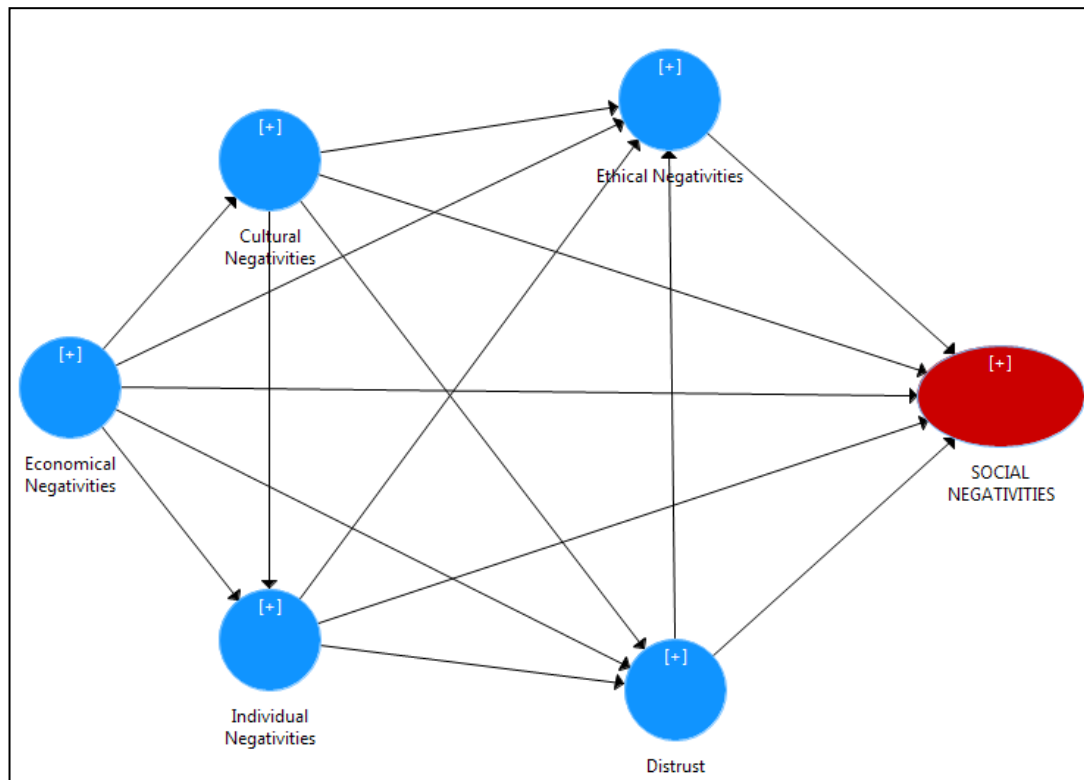 [+]
Ethical Negativities
[+]
Cultural
Negativities
[+]
Economical
Negativities
[+]
SOCIAL
NEGATIVITIES
[+]
Individual
Negativities
[+]
Distrust